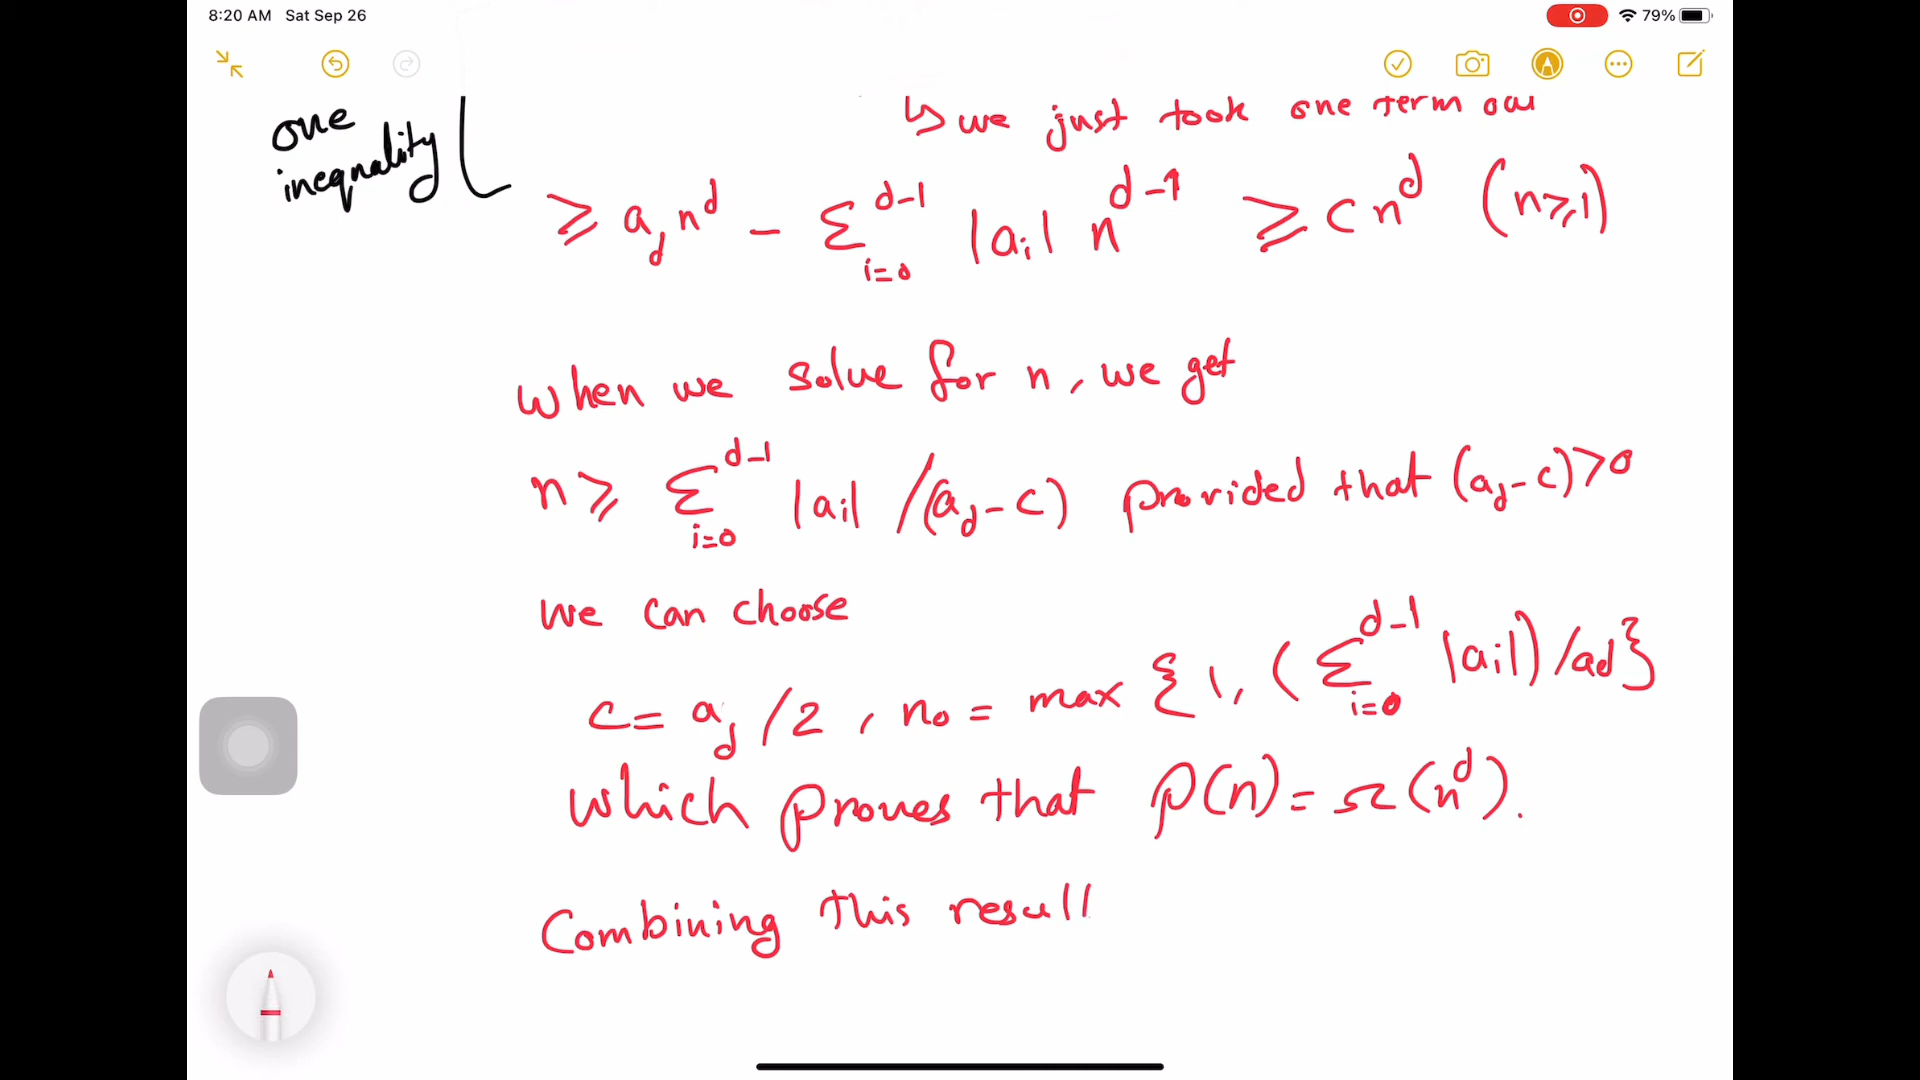 8:20 AM Sat Sep 26
79%
one
inequality
↳ we just took one term out
≥ a_d n^d - Σ_{i=0}^{d-1} |a_i| n^{d-1} ≥ c n^d (n≥1)
when we solve for n, we get
n ≥ Σ_{i=0}^{d-1} |a_i| /(a_d - c) provided that (a_d - c)>0
we can choose
c = a_d /2, n_0 = max {1, (Σ_{i=0}^{d-1} |a_i|) /a_d}
which proves that p(n) = Ω(n^d).
Combining this resul